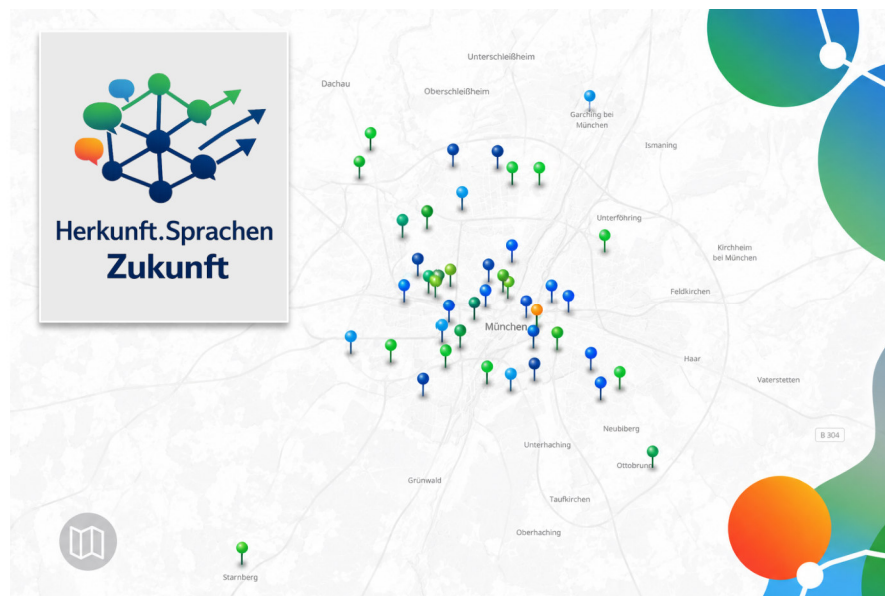 Herkunft.Sprachen
Zukunft
Unterschleißheim
Dachau
Oberschleißheim
Garching bei
München
Ismaning
Unterföhring
Kirchheim
bei München
Feldkirchen
München
Haar
Vaterstetten
Neubiberg
B 304
Unterhaching
Ottobrunn
Grünwald
Taufkirchen
Oberhaching
Starnberg